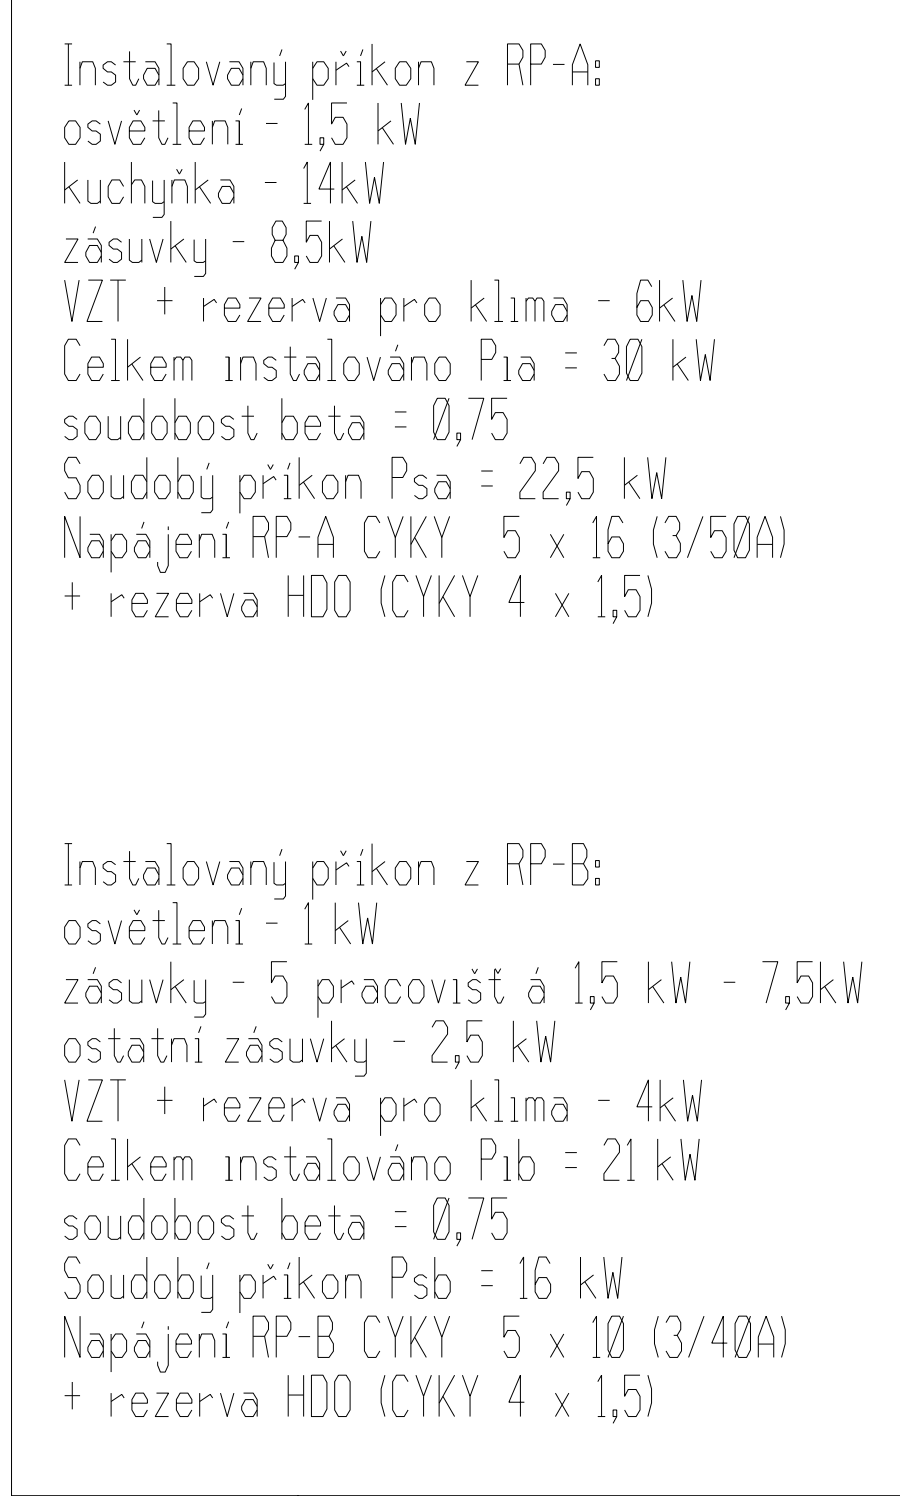 Instalovaný příkon z RP-A:
osvětlení - 1,5 kW
kuchyňka - 14kW
zásuvky - 8,5kW
VZT + rezerva pro klima - 6kW
Celkem instalováno Pia = 30 kW
soudobost beta = 0,75
Soudobý příkon Psa = 22,5 kW
Napájení RP-A CYKY 5 x 16 (3/50A)
+ rezerva HDO (CYKY 4 x 1,5)
Instalovaný příkon z RP-B:
osvětlení - 1 kW
zásuvky - 5 pracovišť á 1,5 kW - 7,5kW
ostatní zásuvky - 2,5 kW
VZT + rezerva pro klima - 4kW
Celkem instalováno Pib = 21 kW
soudobost beta = 0,75
Soudobý příkon Psb = 16 kW
Napájení RP-B CYKY 5 x 10 (3/40A)
+ rezerva HDO (CYKY 4 x 1,5)